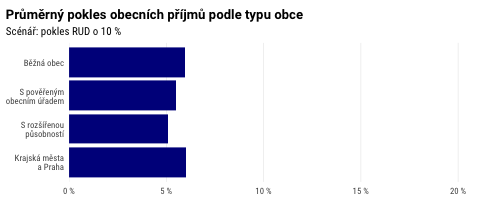 Průměrný pokles obecních příjmů podle typu obce
Scénář: pokles RUD o 10 %
Běžná obec
S pověřeným
obecním úřadem
S rozšířenou
působností
Krajská města
a Praha
0 %
5 %
10 %
15 %
20 %